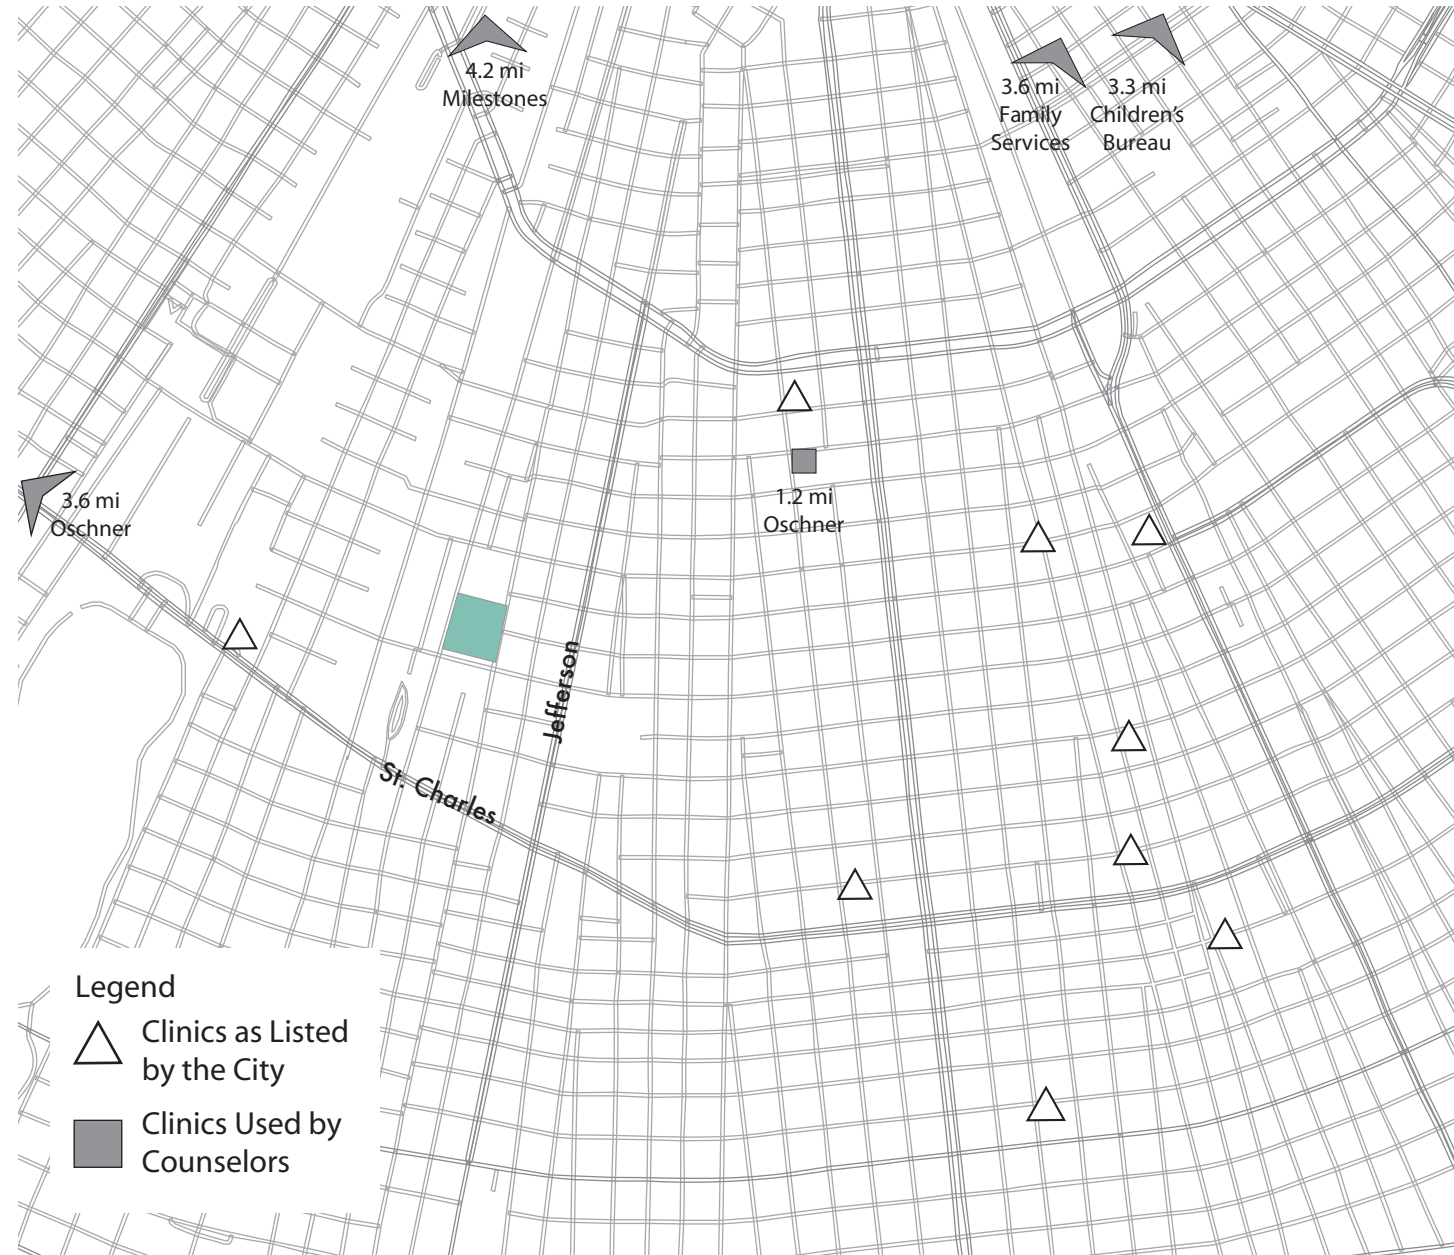 4.2 mi
Milestones
3.6 mi
Family
Services
3.3 mi
Children's
Bureau
3.6 mi
Oschner
1.2 mi
Oschner
Jefferson
St. Charles
Legend
Clinics as Listed
by the City
Clinics Used by
Counselors